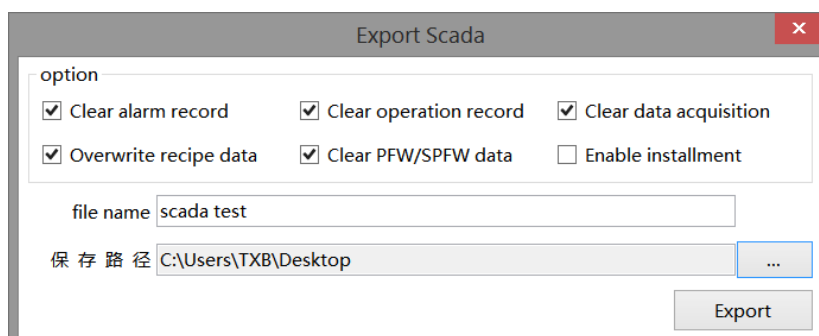 Export Scada
option
Clear alarm record Clear operation record Clear data acquisition
Overwrite recipe data Clear PFW/SPFW data Enable installment
file name scada test
保存路径 C:\Users\TXB\Desktop ...
Export